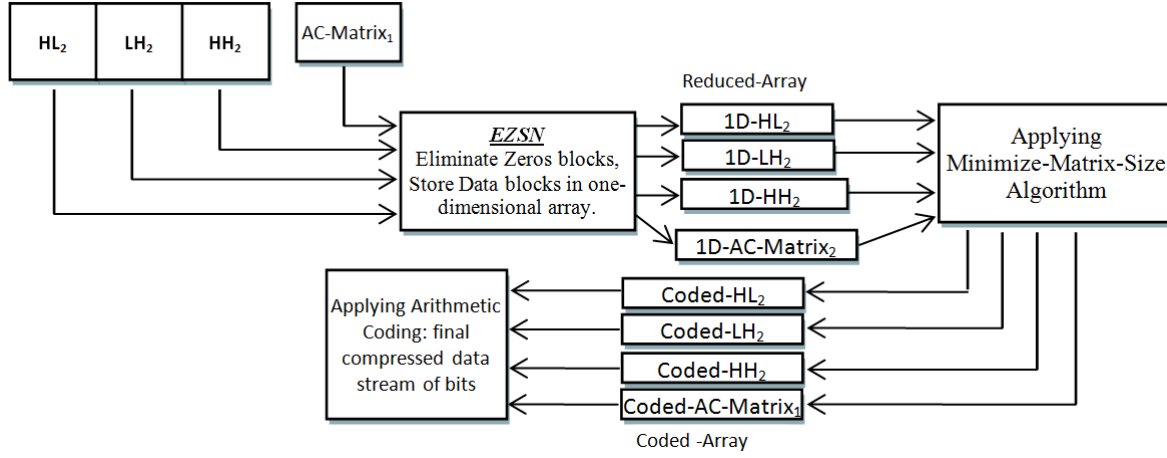 HL₂ LH₂ HH₂
AC-Matrix₁
Reduced-Array
EZSN
Eliminate Zeros blocks,
Store Data blocks in one-
dimensional array.
1D-HL₂
1D-LH₂
1D-HH₂
1D-AC-Matrix₂
Applying
Minimize-Matrix-Size
Algorithm
Applying Arithmetic
Coding: final
compressed data
stream of bits
Coded-HL₂
Coded-LH₂
Coded-HH₂
Coded-AC-Matrix₁
Coded -Array